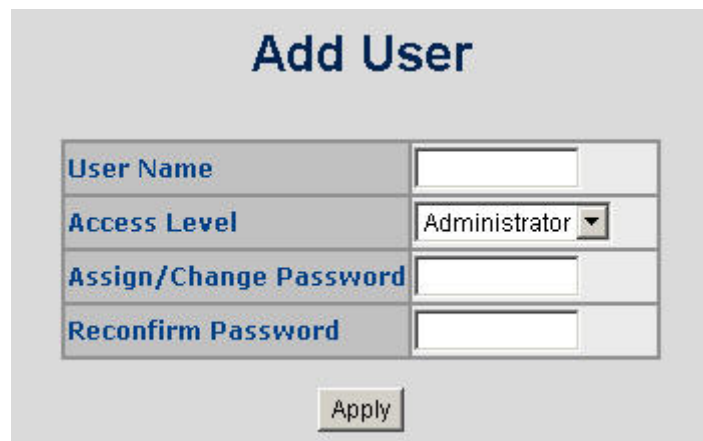 Add User
User Name
Administrator
Access Level
Assign/Change Password
Reconfirm Password
Apply